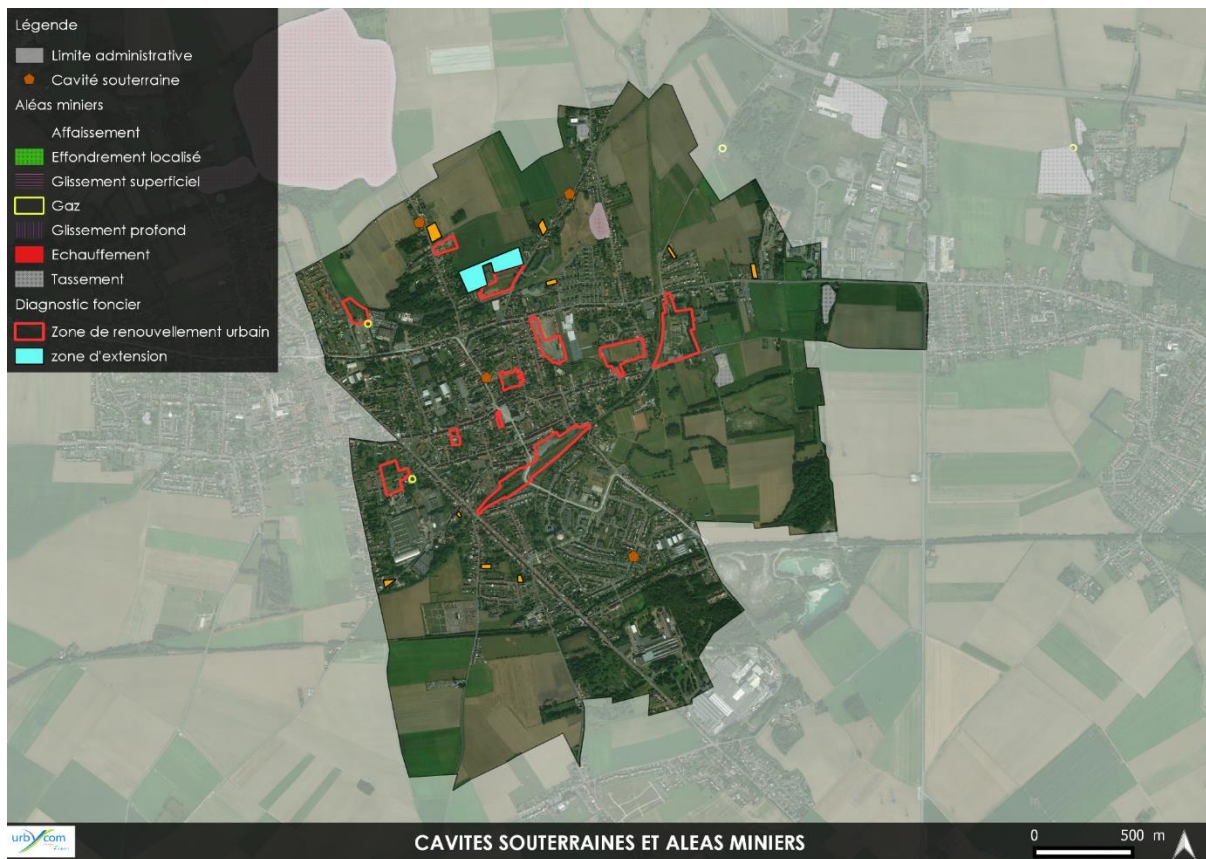 Légende
Limite administrative
Cavité souterraine
Aléas miniers
Affaissement
Effondrement localisé
Glissement superficiel
Gaz
Glissement profond
Echauffement
Tassement
Diagnostic foncier
Zone de renouvellement urbain
zone d'extension
urbycom
CAVITES SOUTERRAINES ET ALEAS MINIERS
0 500 m